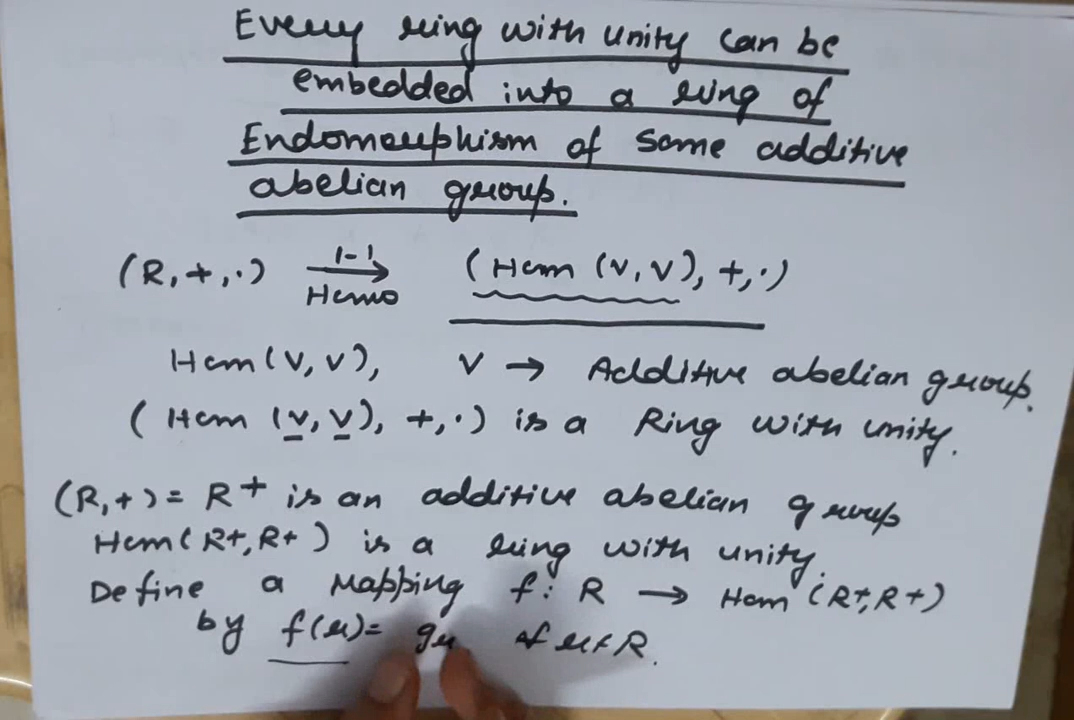 Every ring with unity can be
embedded into a ring of
Endomorphism of some additive
abelian group.
(R, +, ·) 1-1 Homo → (Hom (V, V), +, ·)
Hom (V, V), V → Additive abelian group.
(Hom (V, V), +, ·) is a Ring with unity.
(R, +) = R+ is an additive abelian group
Hom (R+, R+) is a ring with unity.
Define a Mapping f: R → Hom (R+, R+)
by f(r) = gr ∀ r ∈ R.